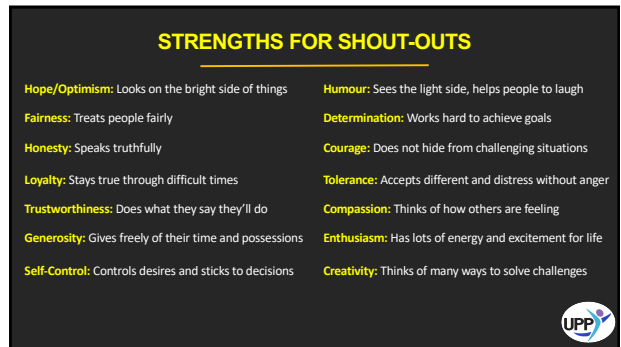 STRENGTHS FOR SHOUT-OUTS
Hope/Optimism: Looks on the bright side of things
Fairness: Treats people fairly
Honesty: Speaks truthfully
Loyalty: Stays true through difficult times
Trustworthiness: Does what they say they'll do
Generosity: Gives freely of their time and possessions
Self-Control: Controls desires and sticks to decisions
Humour: Sees the light side, helps people to laugh
Determination: Works hard to achieve goals
Courage: Does not hide from challenging situations
Tolerance: Accepts different and distress without anger
Compassion: Thinks of how others are feeling
Enthusiasm: Has lots of energy and excitement for life
Creativity: Thinks of many ways to solve challenges
UPP